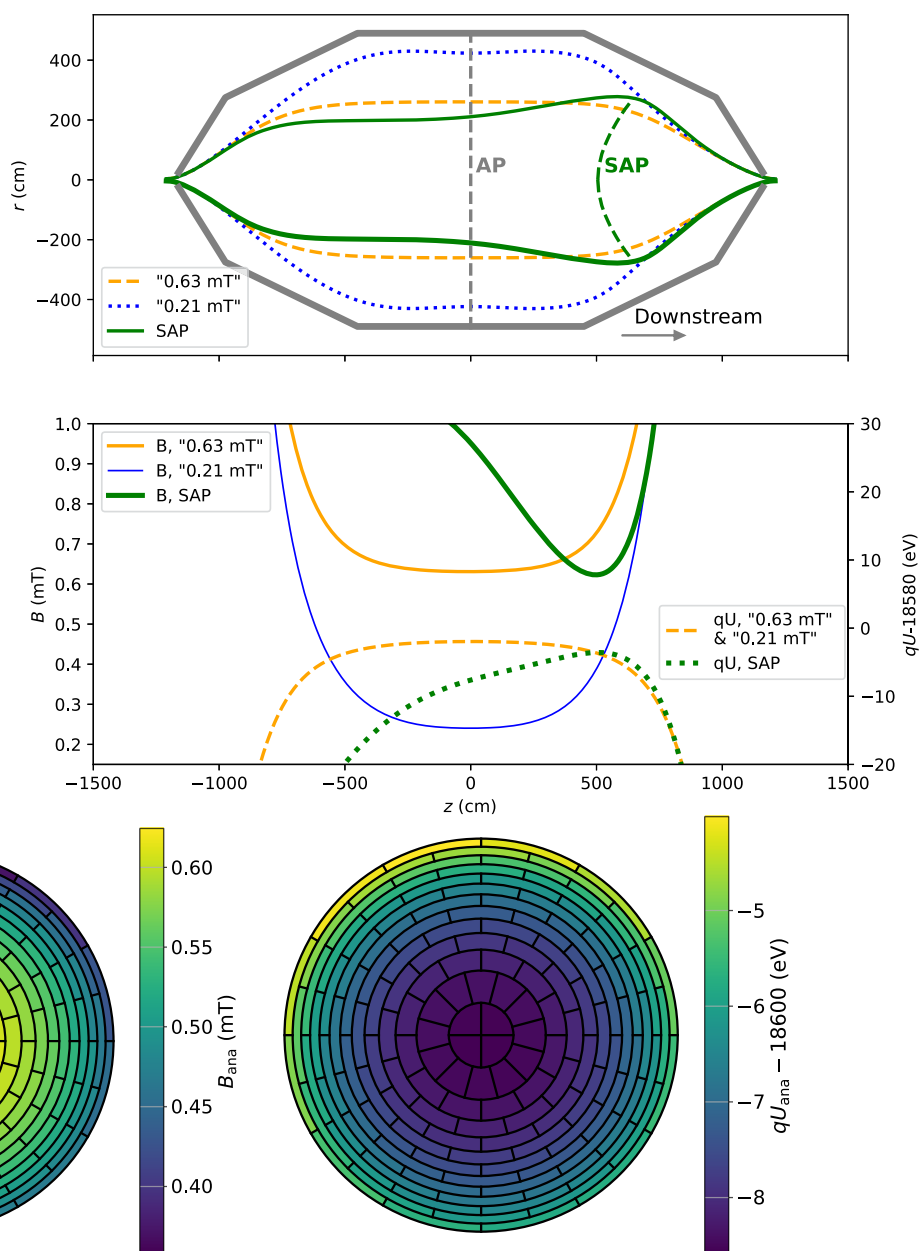 400
200
0
−200
−400
r (cm)
AP
SAP
"0.63 mT"
"0.21 mT"
SAP
Downstream
1.0
0.9
0.8
0.7
0.6
0.5
0.4
0.3
0.2
B (mT)
B, "0.63 mT"
B, "0.21 mT"
B, SAP
qU, "0.63 mT"
& "0.21 mT"
qU, SAP
30
20
10
0
−10
−20
qU-18580 (eV)
−1500
−1000
−500
0
500
1000
1500
z (cm)
0.60
0.55
0.50
0.45
0.40
B_ana (mT)
−5
−6
−7
−8
qU_ana − 18600 (eV)